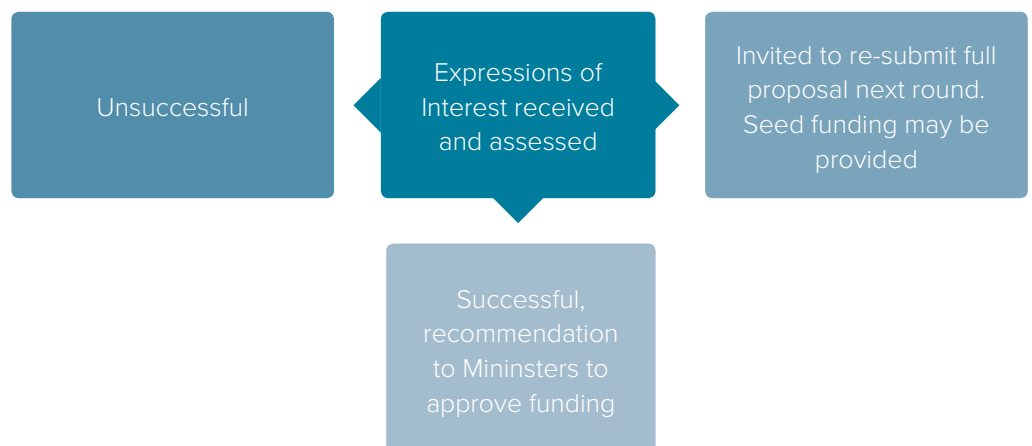 Unsuccessful
Expressions of
Interest received
and assessed
Invited to re-submit full
proposal next round.
Seed funding may be
provided
Successful,
recommendation
to Mininsters to
approve funding